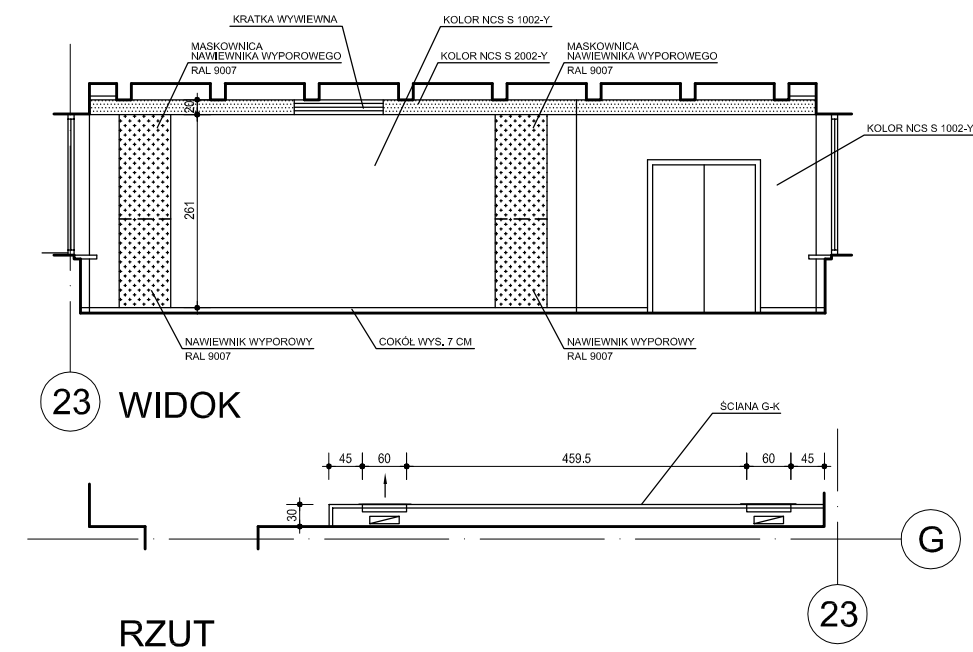 KRATKA WYWIEWNA
KOLOR NCS S 1002-Y
MASKOWNICA
NAWIEWNIKA WYPOROWEGO
RAL 9007
KOLOR NCS S 2002-Y
MASKOWNICA
NAWIEWNIKA WYPOROWEGO
RAL 9007
20
KOLOR NCS S 1002-Y
261
NAWIEWNIK WYPOROWY
RAL 9007
COKÓŁ WYS. 7 CM
NAWIEWNIK WYPOROWY
RAL 9007
23
WIDOK
ŚCIANA G-K
45
60
459.5
60
45
30
G
23
RZUT